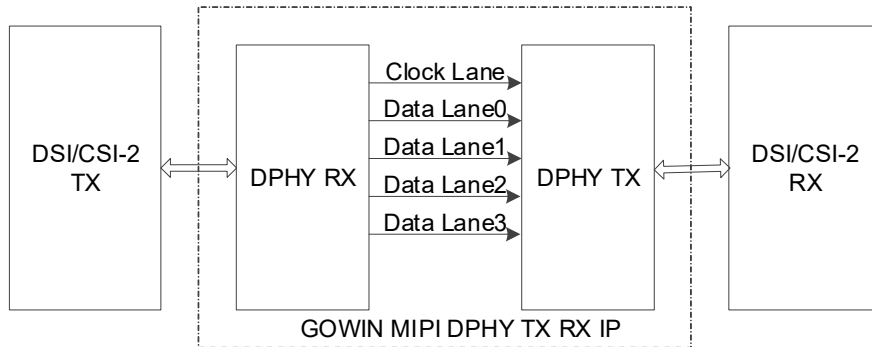 DSI/CSI-2
TX
DPHY RX
Clock Lane
Data Lane0
Data Lane1
Data Lane2
Data Lane3
DPHY TX
DSI/CSI-2
RX
GOWIN MIPI DPHY TX RX IP